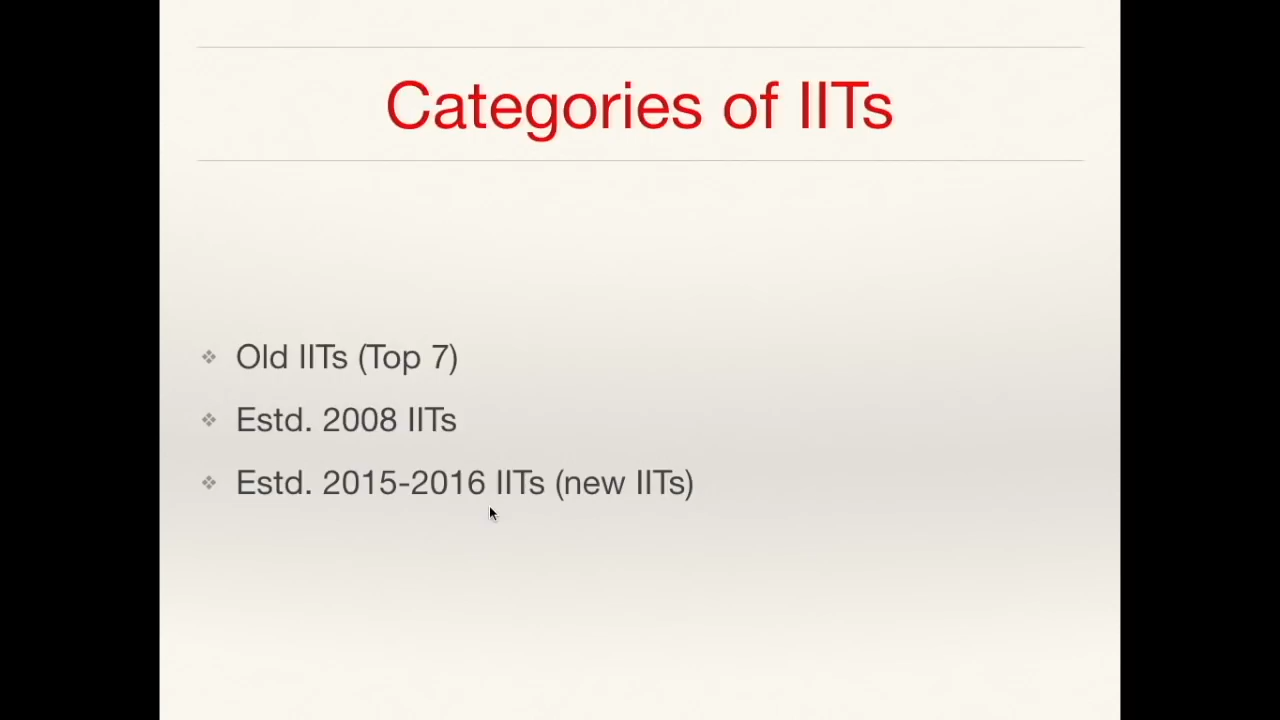 Categories of IITs
Old IITs (Top 7)
Estd. 2008 IITs
Estd. 2015-2016 IITs (new IITs)